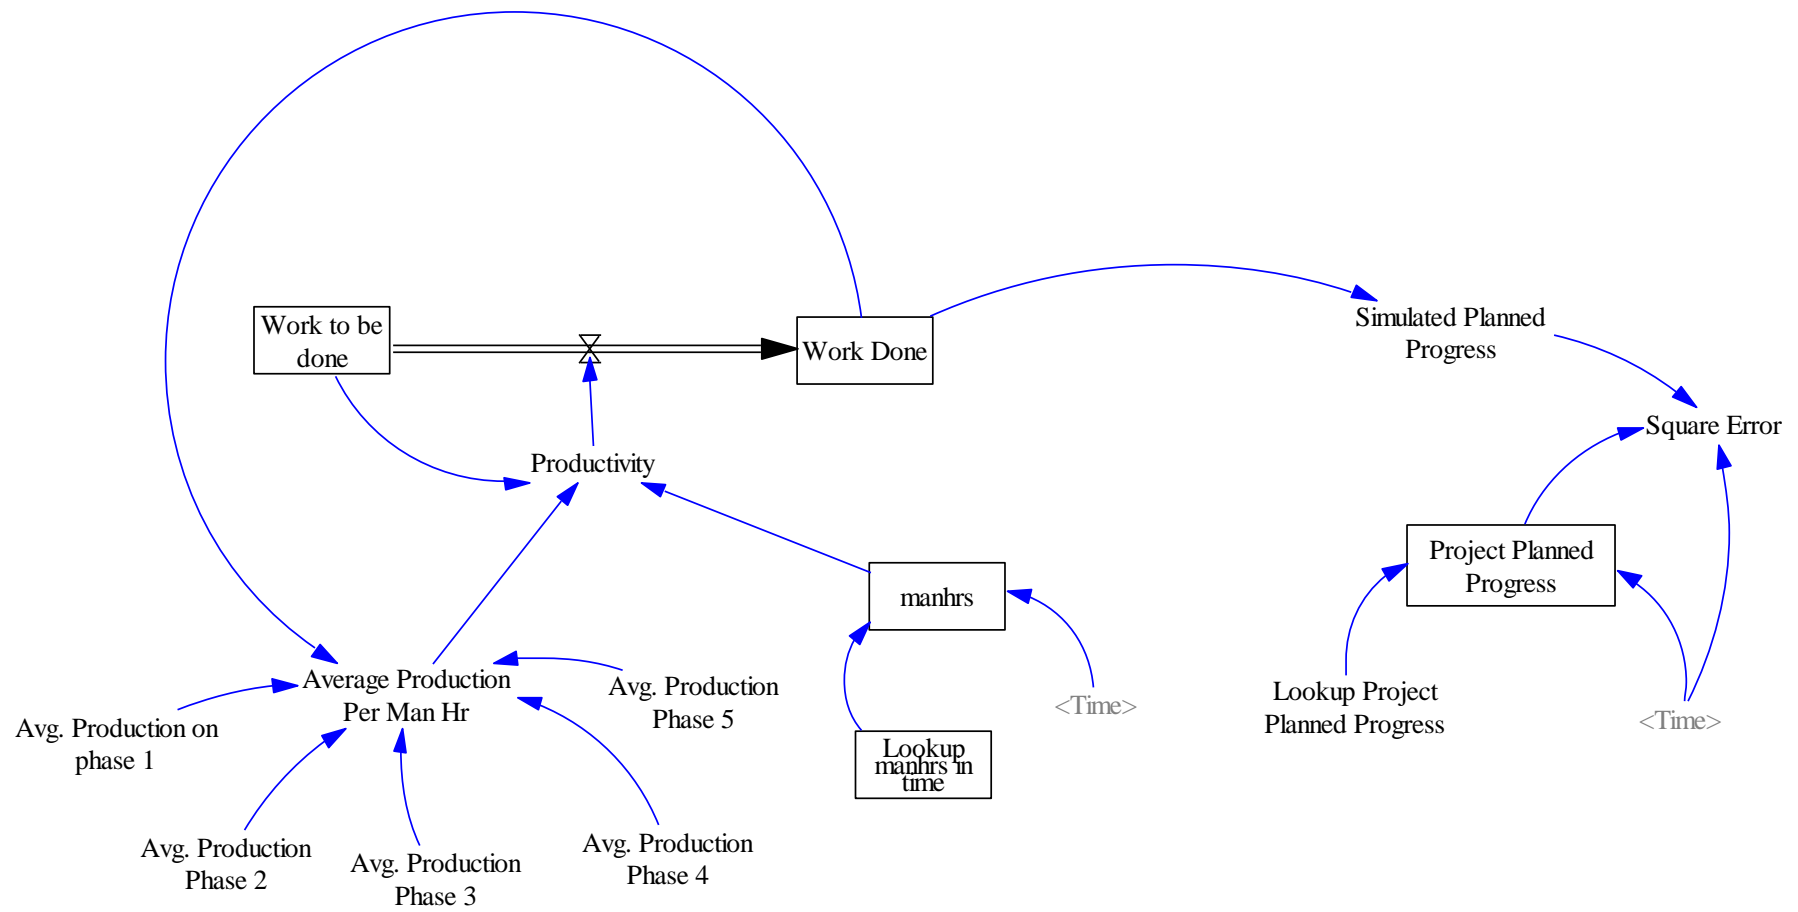 Work to be
done
Work Done
Simulated Planned
Progress
Square Error
Productivity
Project Planned
Progress
manhrs
Average Production
Per Man Hr
Avg. Production
Phase 5
<Time>
Lookup Project
Planned Progress
<Time>
Avg. Production on
phase 1
Lookup
manhrs in
time
Avg. Production
Phase 2
Avg. Production
Phase 3
Avg. Production
Phase 4